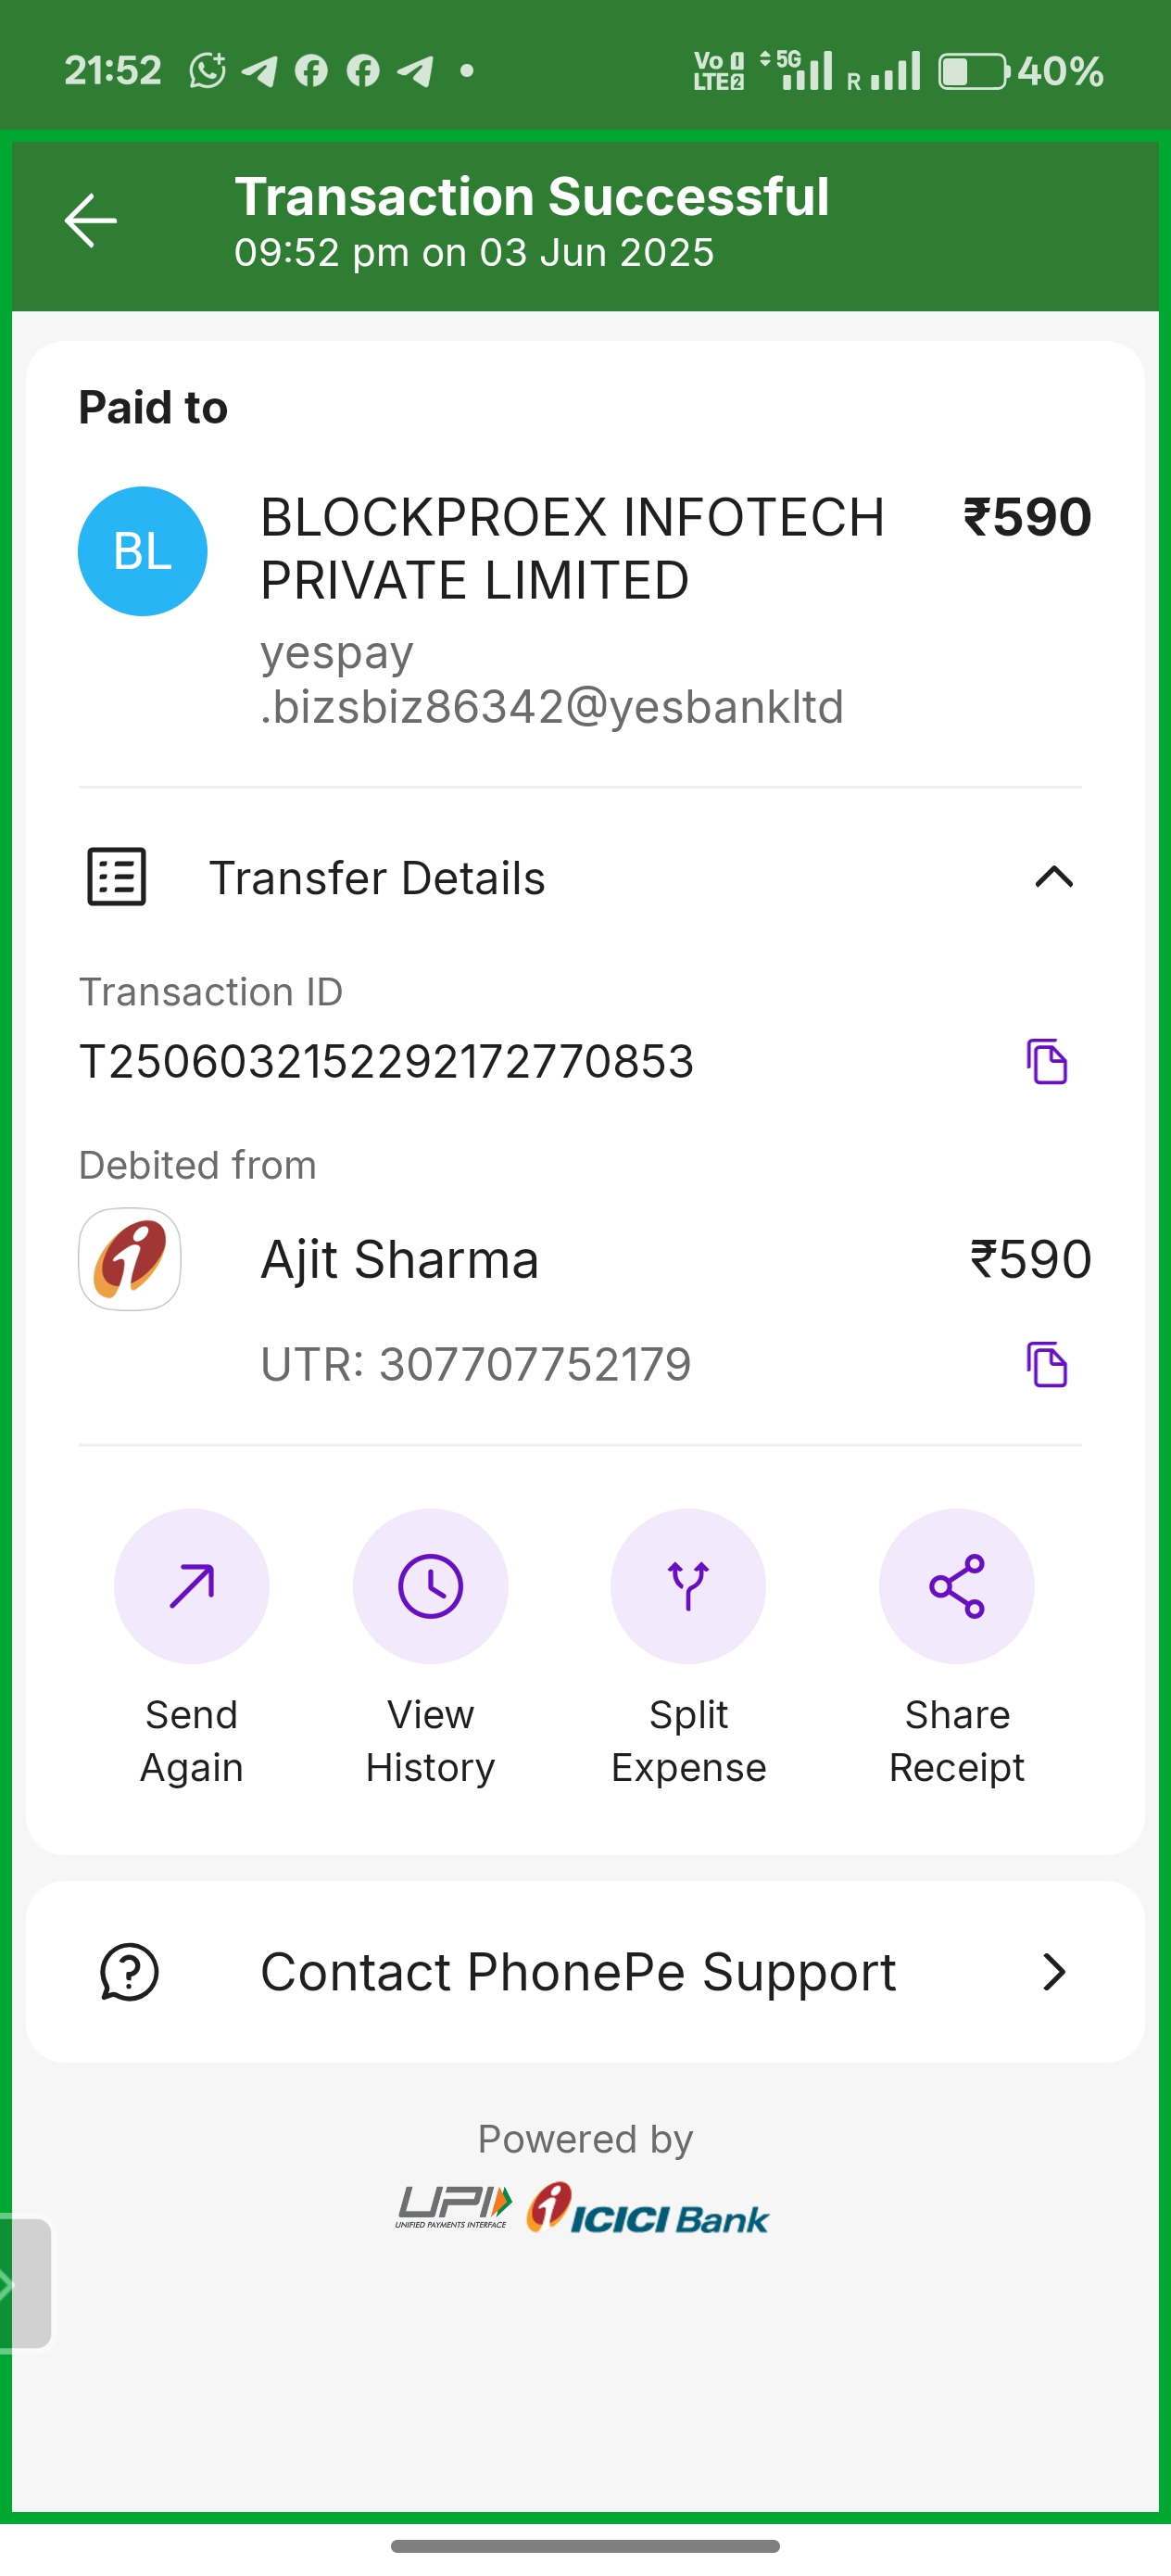 21:52
Vo 1 LTE2 5G R 40%
Transaction Successful
09:52 pm on 03 Jun 2025
Paid to
BL
BLOCKPROEX INFOTECH ₹590
PRIVATE LIMITED
yespay
.bizsbiz86342@yesbankltd
Transfer Details
Transaction ID
T2506032152292172770853
Debited from
Ajit Sharma ₹590
UTR: 307707752179
Send Again
View History
Split Expense
Share Receipt
Contact PhonePe Support
Powered by
UPI ICICI Bank
UNIFIED PAYMENTS INTERFACE